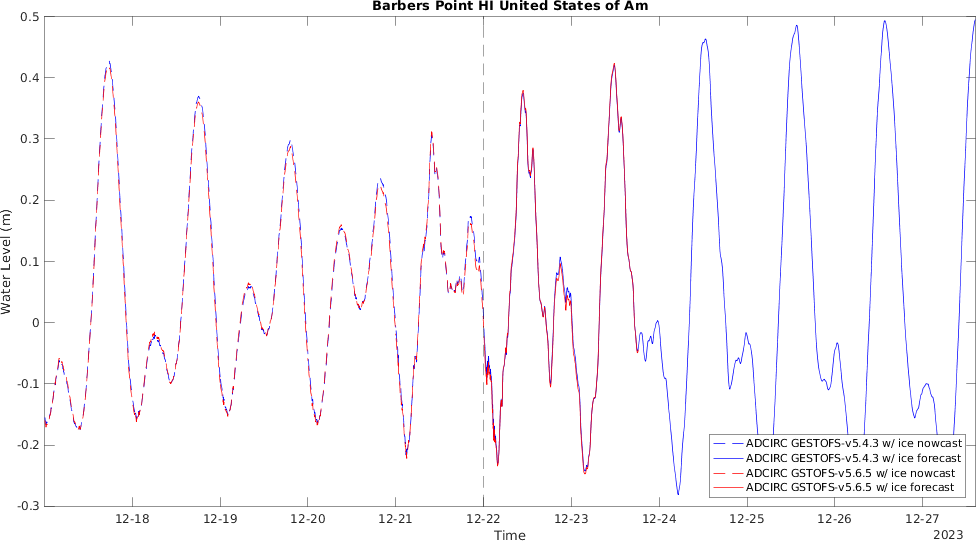 Barbers Point HI United States of Am
0.5
0.4
0.3
0.2
0.1
0
-0.1
-0.2
-0.3
Water Level (m)
ADCIRC GESTOFS-v5.4.3 w/ ice nowcast
ADCIRC GESTOFS-v5.4.3 w/ ice forecast
ADCIRC GSTOFS-v5.6.5 w/ ice nowcast
ADCIRC GSTOFS-v5.6.5 w/ ice forecast
12-18 12-19 12-20 12-21 12-22 12-23 12-24 12-25 12-26 12-27
Time
2023